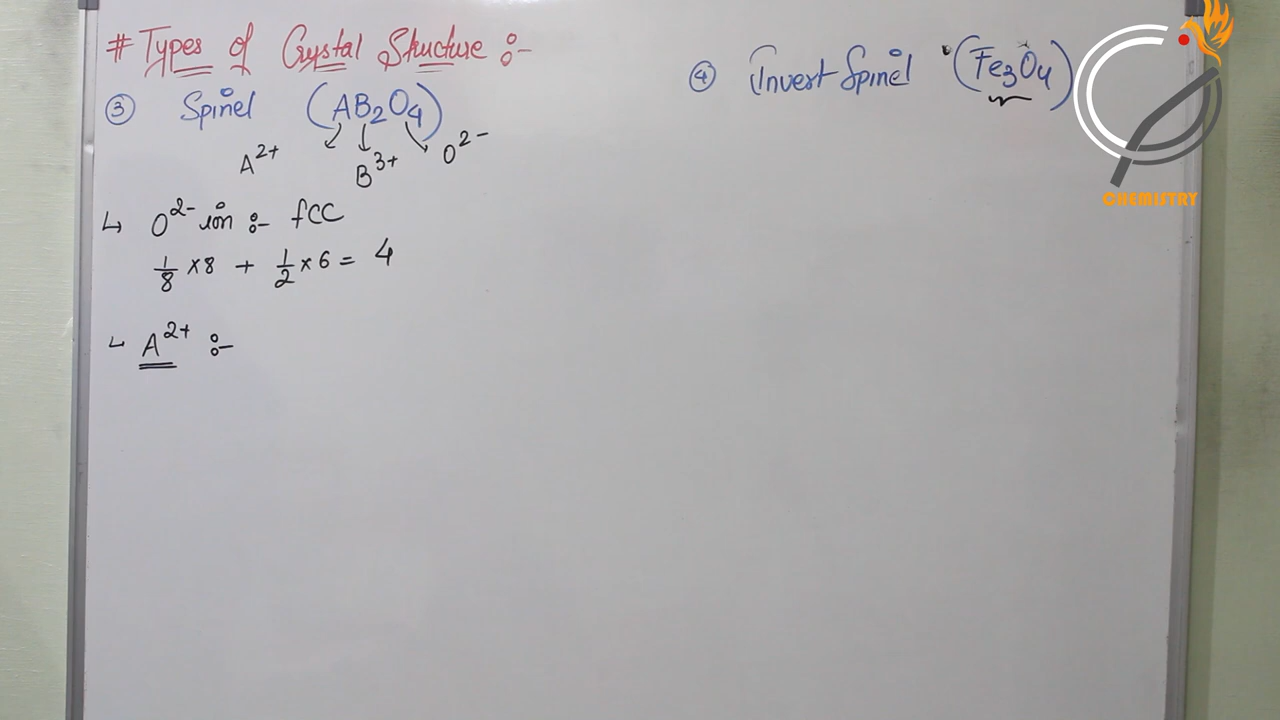 # Types of Crystal Structure :-
③ Spinel (AB₂O₄)
A²⁺ B³⁺ O²⁻
↳ O²⁻ ion :- fCC
1/8 ×8 + 1/2 ×6 = 4
↳ A²⁺ :-
④ Invert Spinel (Fe₃O₄)
CHEMISTRY